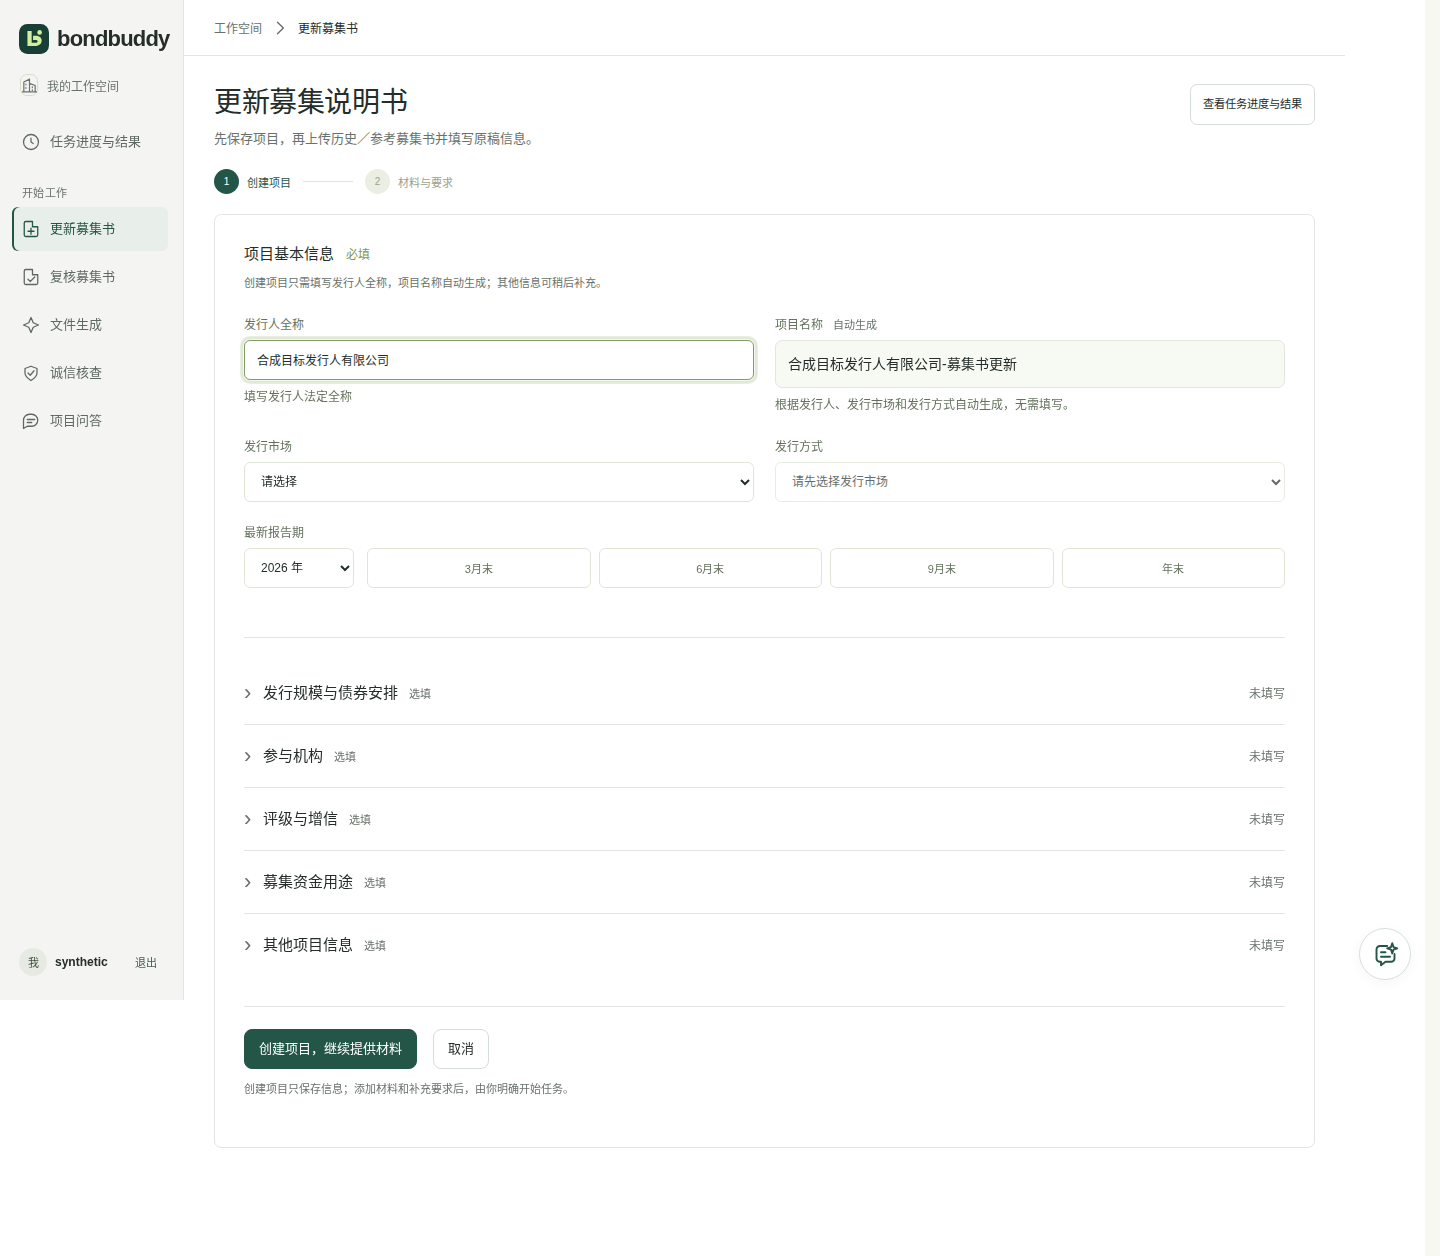 bondbuddy
我的工作空间
任务进度与结果
开始工作
更新募集书
复核募集书
文件生成
诚信核查
项目问答
我 synthetic 退出
工作空间 更新募集书
更新募集说明书
查看任务进度与结果
先保存项目，再上传历史／参考募集书并填写原稿信息。
1 创建项目 2 材料与要求
项目基本信息 必填
创建项目只需填写发行人全称，项目名称自动生成；其他信息可稍后补充。
发行人全称
合成目标发行人有限公司
填写发行人法定全称
项目名称 自动生成
合成目标发行人有限公司-募集书更新
根据发行人、发行市场和发行方式自动生成，无需填写。
发行市场
请选择
发行方式
请先选择发行市场
最新报告期
2026 年 3月末 6月末 9月末 年末
发行规模与债券安排 选填 未填写
参与机构 选填 未填写
评级与增信 选填 未填写
募集资金用途 选填 未填写
其他项目信息 选填 未填写
创建项目，继续提供材料 取消
创建项目只保存信息；添加材料和补充要求后，由你明确开始任务。